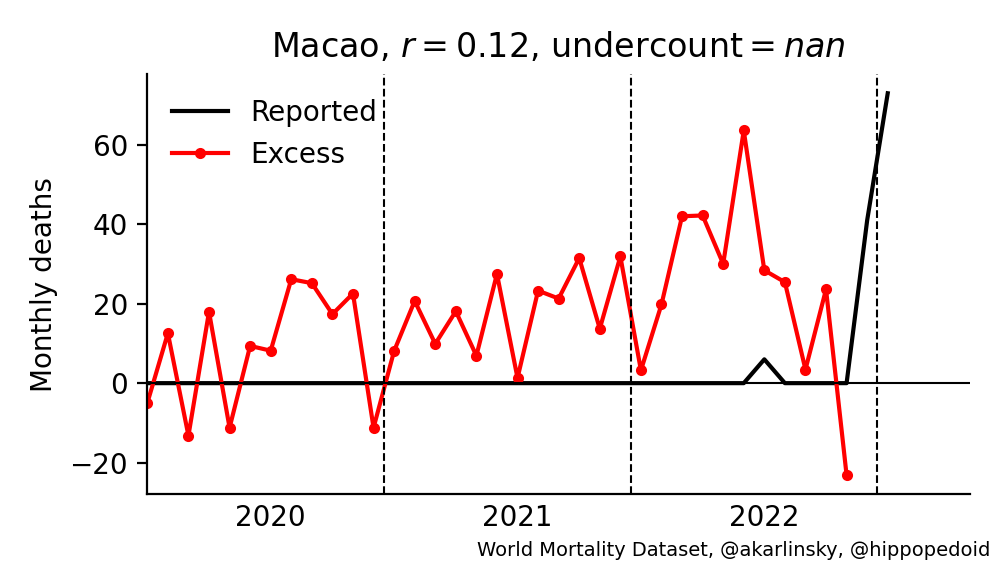 Macao, r = 0.12, undercount = nan
Reported
Excess
Monthly deaths
60
40
20
0
−20
2020 2021 2022
World Mortality Dataset, @akarlinsky, @hippopedoid